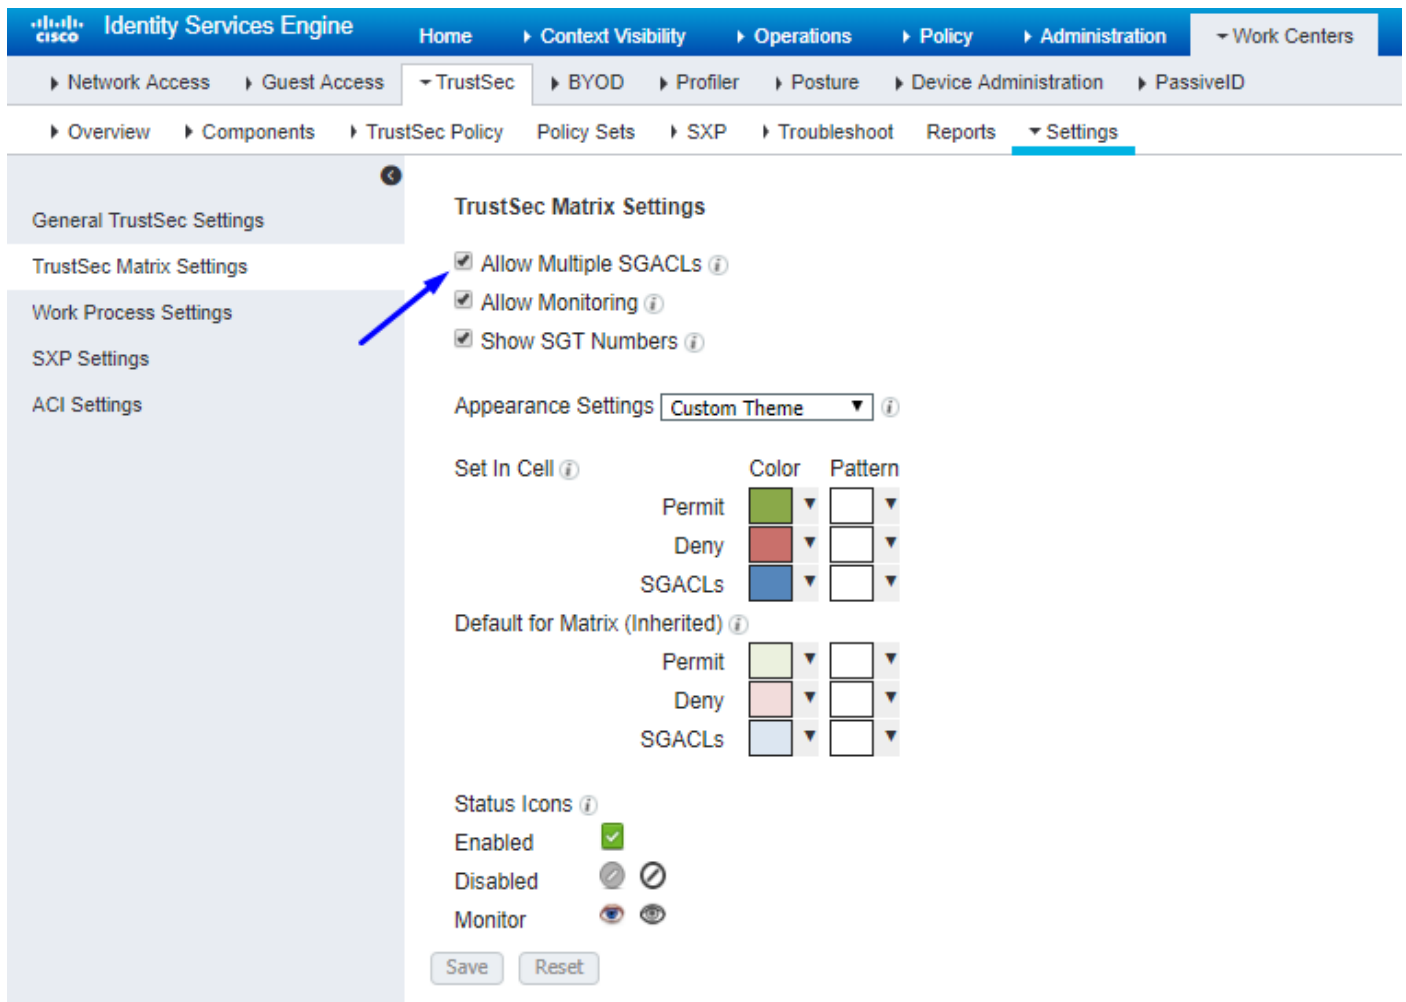 CISCO Identity Services Engine Home Context Visibility Operations Policy Administration Work Centers
Network Access Guest Access TrustSec BYOD Profiler Posture Device Administration PassiveID
Overview Components TrustSec Policy Policy Sets SXP Troubleshoot Reports Settings
General TrustSec Settings
TrustSec Matrix Settings
Work Process Settings
SXP Settings
ACI Settings
TrustSec Matrix Settings
Allow Multiple SGACLs i
Allow Monitoring i
Show SGT Numbers i
Appearance Settings Custom Theme i
Set In Cell i Color Pattern
Permit
Deny
SGACLs
Default for Matrix (Inherited) i
Permit
Deny
SGACLs
Status Icons i
Enabled
Disabled
Monitor
Save Reset